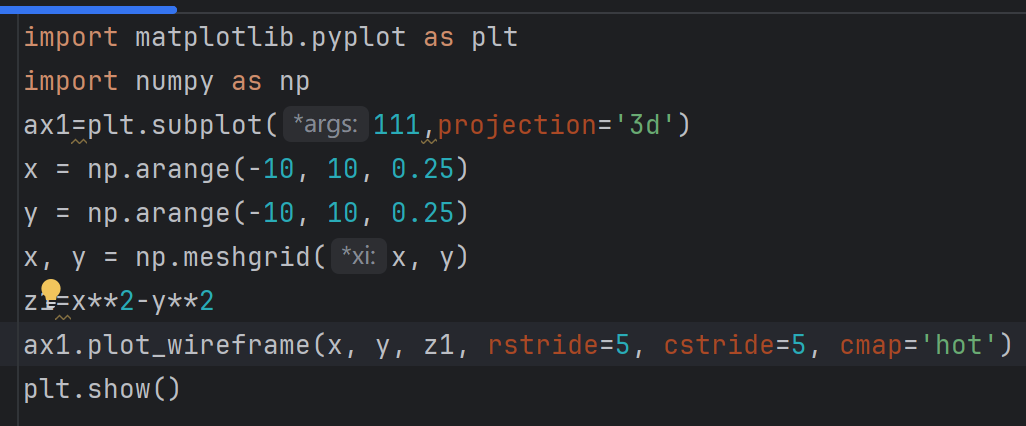 import matplotlib.pyplot as plt
import numpy as np
ax1=plt.subplot( *args: 111,projection='3d')
x = np.arange(-10, 10, 0.25)
y = np.arange(-10, 10, 0.25)
x, y = np.meshgrid( *xi: x, y)
z1=x**2-y**2
ax1.plot_wireframe(x, y, z1, rstride=5, cstride=5, cmap='hot')
plt.show()